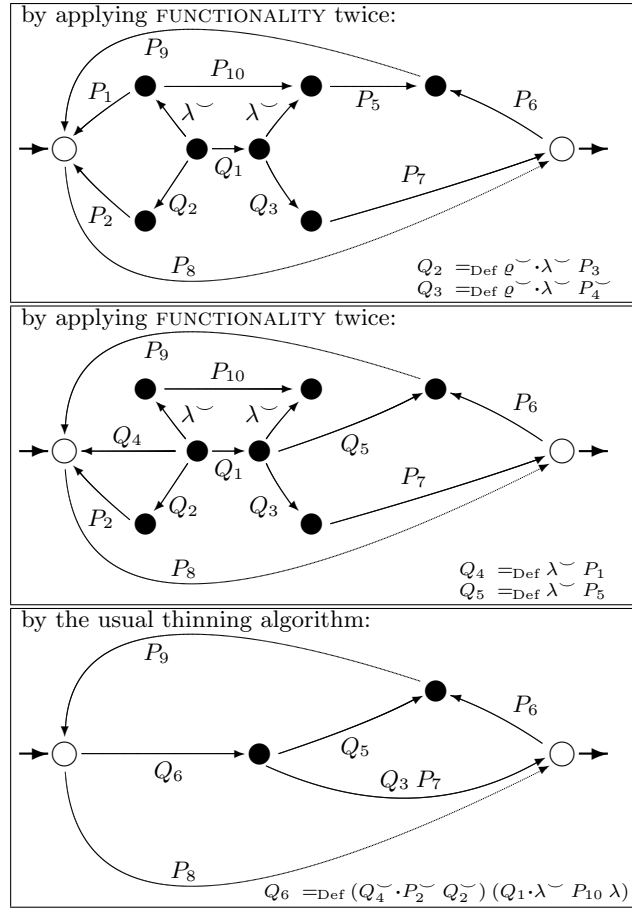 by applying FUNCTIONALITY twice:
P₉
P₁₀
P₁ λ⌣ λ⌣ P₅ P₆
Q₁
P₂ Q₂ Q₃ P₇
P₈
Q₂ =Def ϱ⌣·λ⌣ P₃
Q₃ =Def ϱ⌣·λ⌣ P₄⌣
by applying FUNCTIONALITY twice:
P₉
P₁₀
λ⌣ λ⌣ P₆
Q₄ Q₁ Q₅
P₂ Q₂ Q₃ P₇
P₈
Q₄ =Def λ⌣ P₁
Q₅ =Def λ⌣ P₅
by the usual thinning algorithm:
P₉
P₆
Q₆ Q₅
Q₃ P₇
P₈
Q₆ =Def (Q₄⌣·P₂⌣ Q₂⌣) (Q₁·λ⌣ P₁₀ λ)